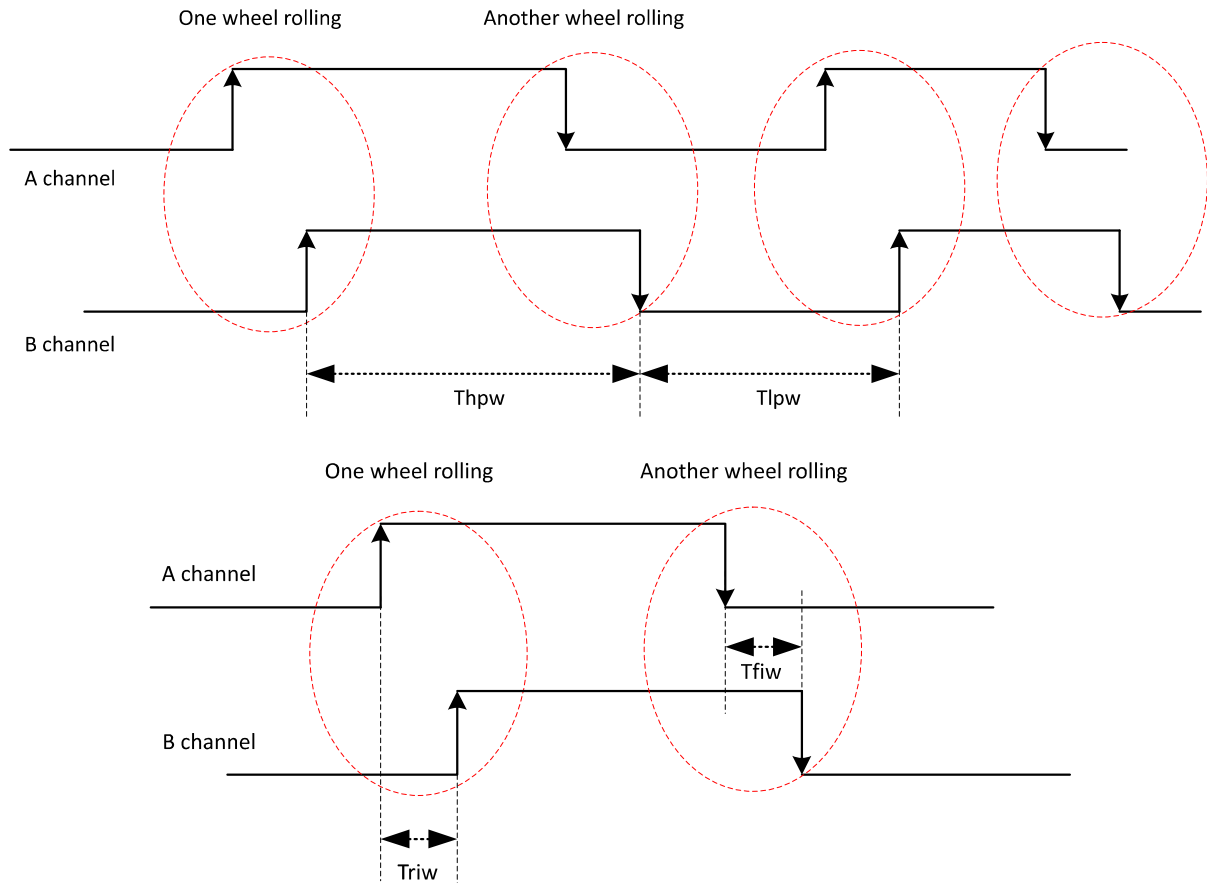 One wheel rolling
Another wheel rolling
A channel
B channel
Thpw
Tlpw
One wheel rolling
Another wheel rolling
A channel
Tfiw
B channel
Triw